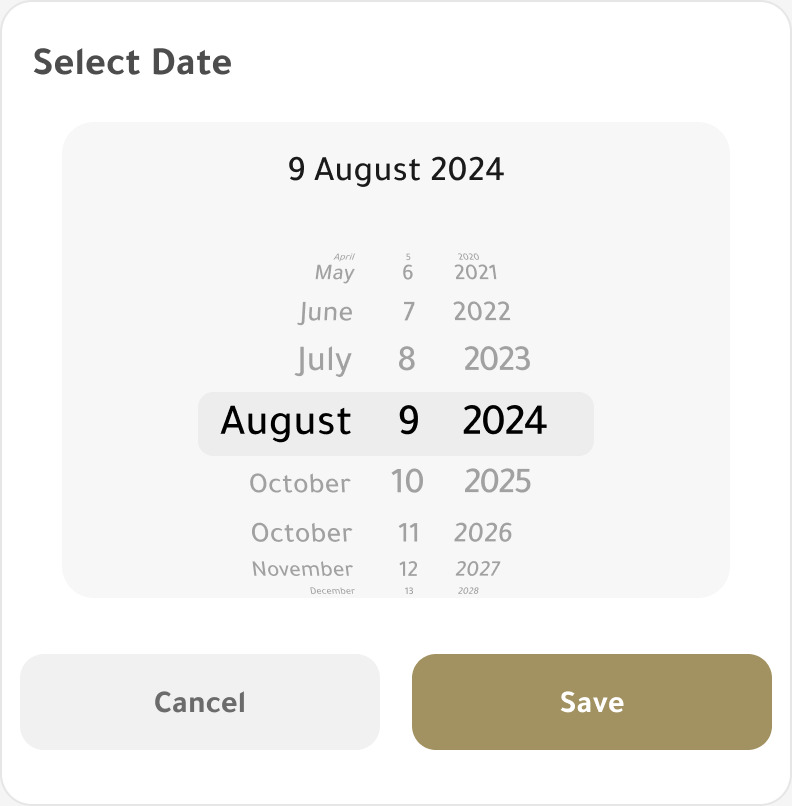 Select Date
9 August 2024
April 5 2020
May 6 2021
June 7 2022
July 8 2023
August 9 2024
October 10 2025
October 11 2026
November 12 2027
December 13 2028
Cancel Save